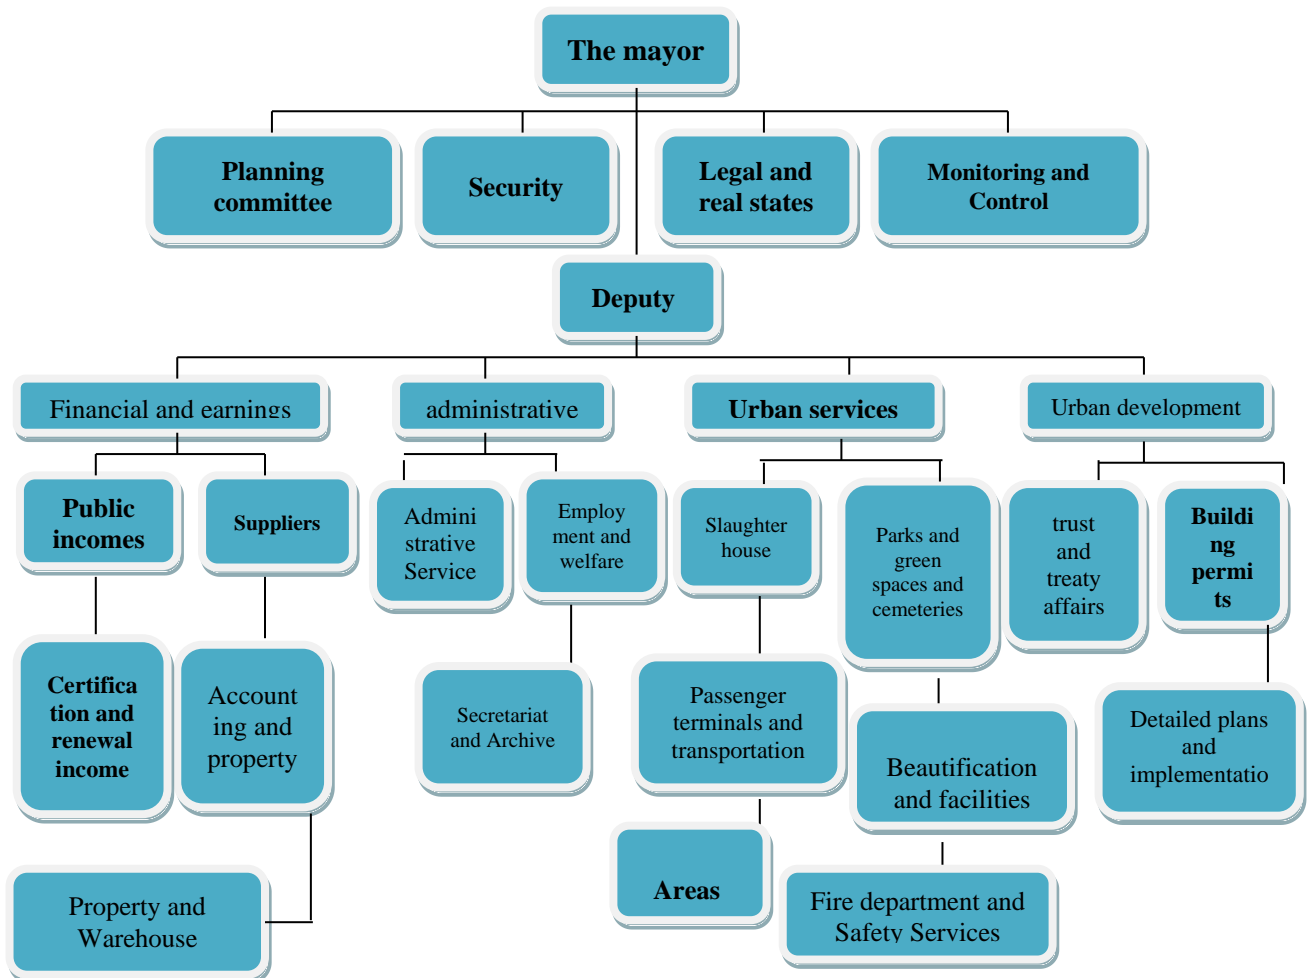 The mayor
Planning
committee
Security
Legal and
real states
Monitoring and
Control
Deputy
Financial and earnings
administrative
Urban services
Urban development
Public
incomes
Suppliers
Admini
strative
Service
Employ
ment and
welfare
Slaughter
house
Parks and
green
spaces and
cemeteries
trust
and
treaty
affairs
Buildi
ng
permi
ts
Certifica
tion and
renewal
income
Account
ing and
property
Secretariat
and Archive
Passenger
terminals and
transportation
Beautification
and facilities
Detailed plans
and
implementatio
Property and
Warehouse
Areas
Fire department and
Safety Services